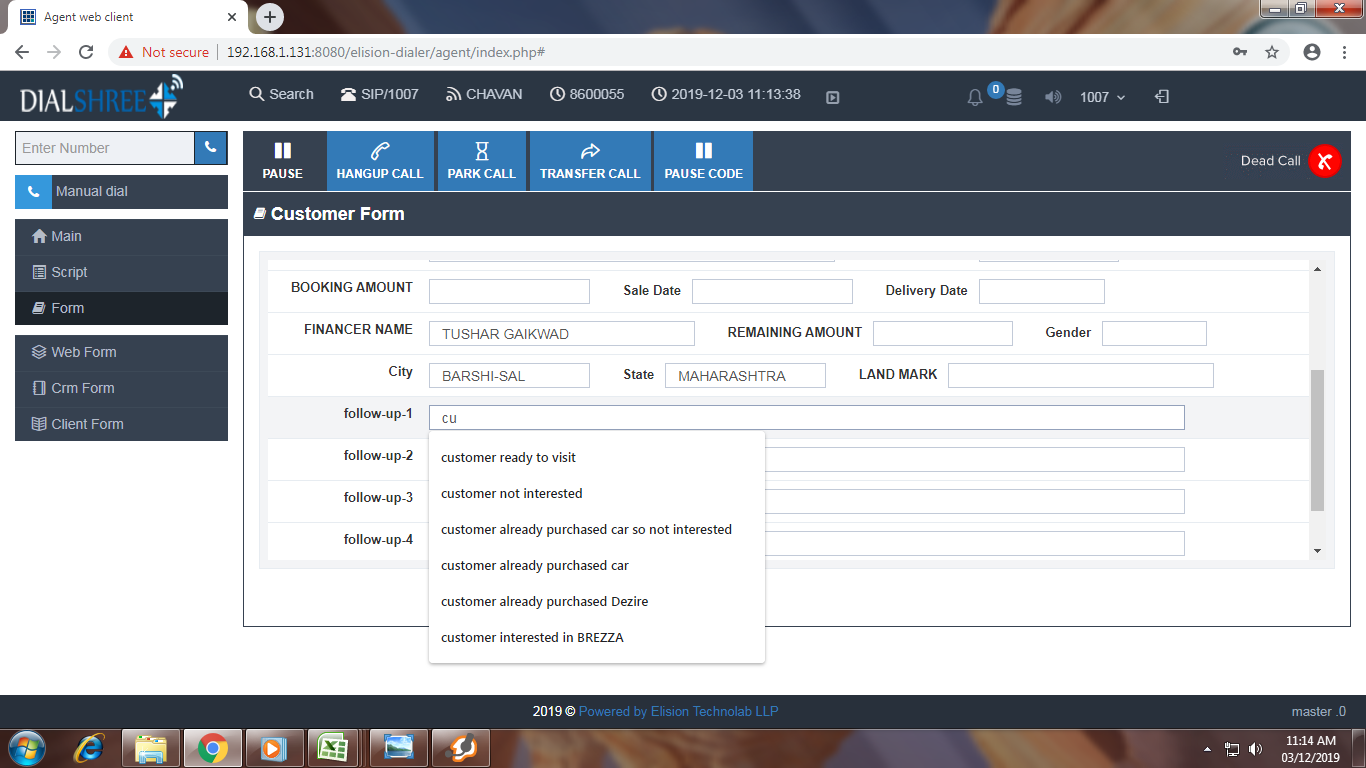 Agent web client
Not secure 192.168.1.131:8080/elision-dialer/agent/index.php#
DIALSHREE Search SIP/1007 CHAVAN 8600055 2019-12-03 11:13:38 0 1007
Enter Number
Manual dial
Main
Script
Form
Web Form
Crm Form
Client Form
PAUSE HANGUP CALL PARK CALL TRANSFER CALL PAUSE CODE Dead Call
Customer Form
BOOKING AMOUNT Sale Date Delivery Date
FINANCER NAME TUSHAR GAIKWAD REMAINING AMOUNT Gender
City BARSHI-SAL State MAHARASHTRA LAND MARK
follow-up-1 cu
follow-up-2
follow-up-3
follow-up-4
customer ready to visit
customer not interested
customer already purchased car so not interested
customer already purchased car
customer already purchased Dezire
customer interested in BREZZA
2019 © Powered by Elision Technolab LLP master .0
11:14 AM
03/12/2019